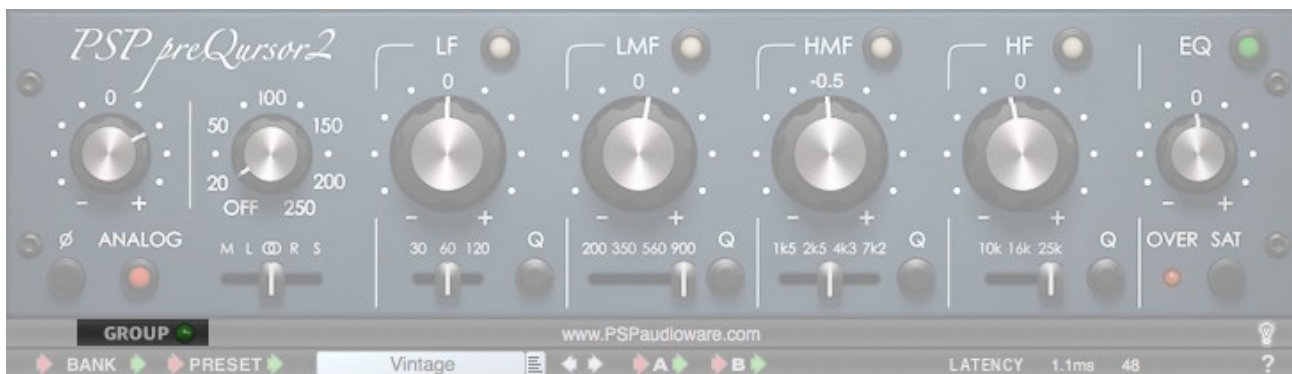 PSP preQursor2
LF
LMF
HMF
HF
EQ
0
100
50
150
20
200
OFF
250
- +
0
- +
0
- +
-0.5
- +
0
- +
0
- +
Ø ANALOG
M L R S
30 60 120
Q
200 350 560 900
Q
1k5 2k5 4k3 7k2
Q
10k 16k 25k
Q
OVER SAT
GROUP
www.PSPaudioware.com
BANK PRESET Vintage A B LATENCY 1.1ms 48 ?